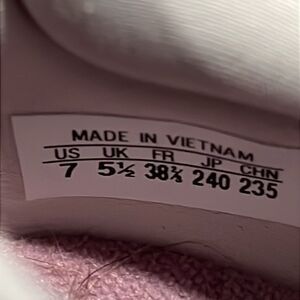 MADE IN VIETNAM
US UK FR JP CHN
7 5½ 38⅔ 240 235